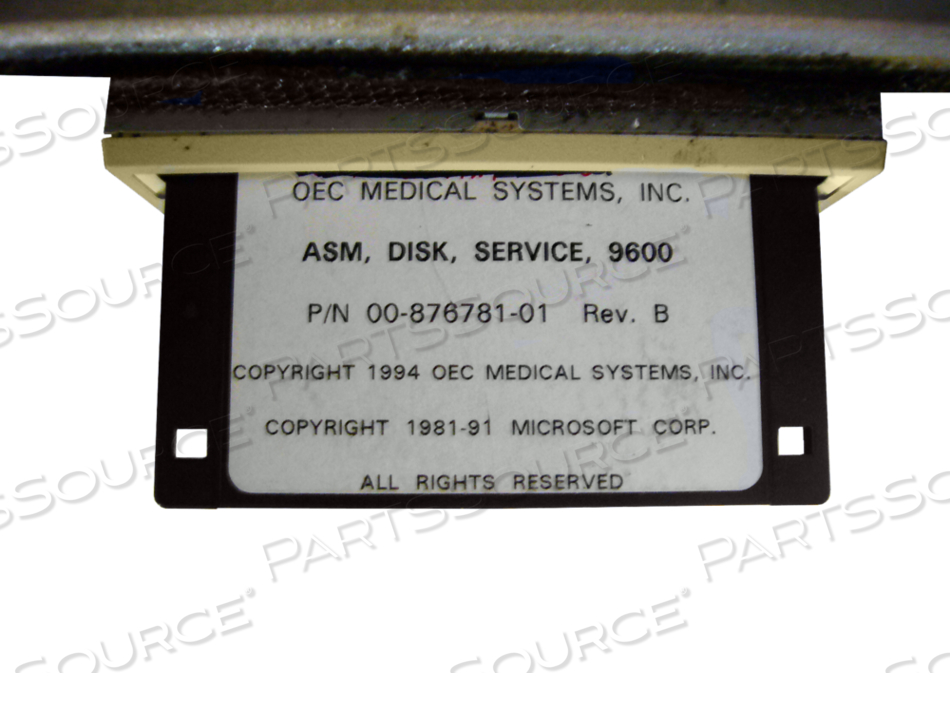 OEC MEDICAL SYSTEMS, INC.
ASM, DISK, SERVICE, 9600
P/N 00-876781-01 Rev. B
COPYRIGHT 1994 OEC MEDICAL SYSTEMS, INC.
COPYRIGHT 1981-91 MICROSOFT CORP.
ALL RIGHTS RESERVED
PARTSSOURCE®